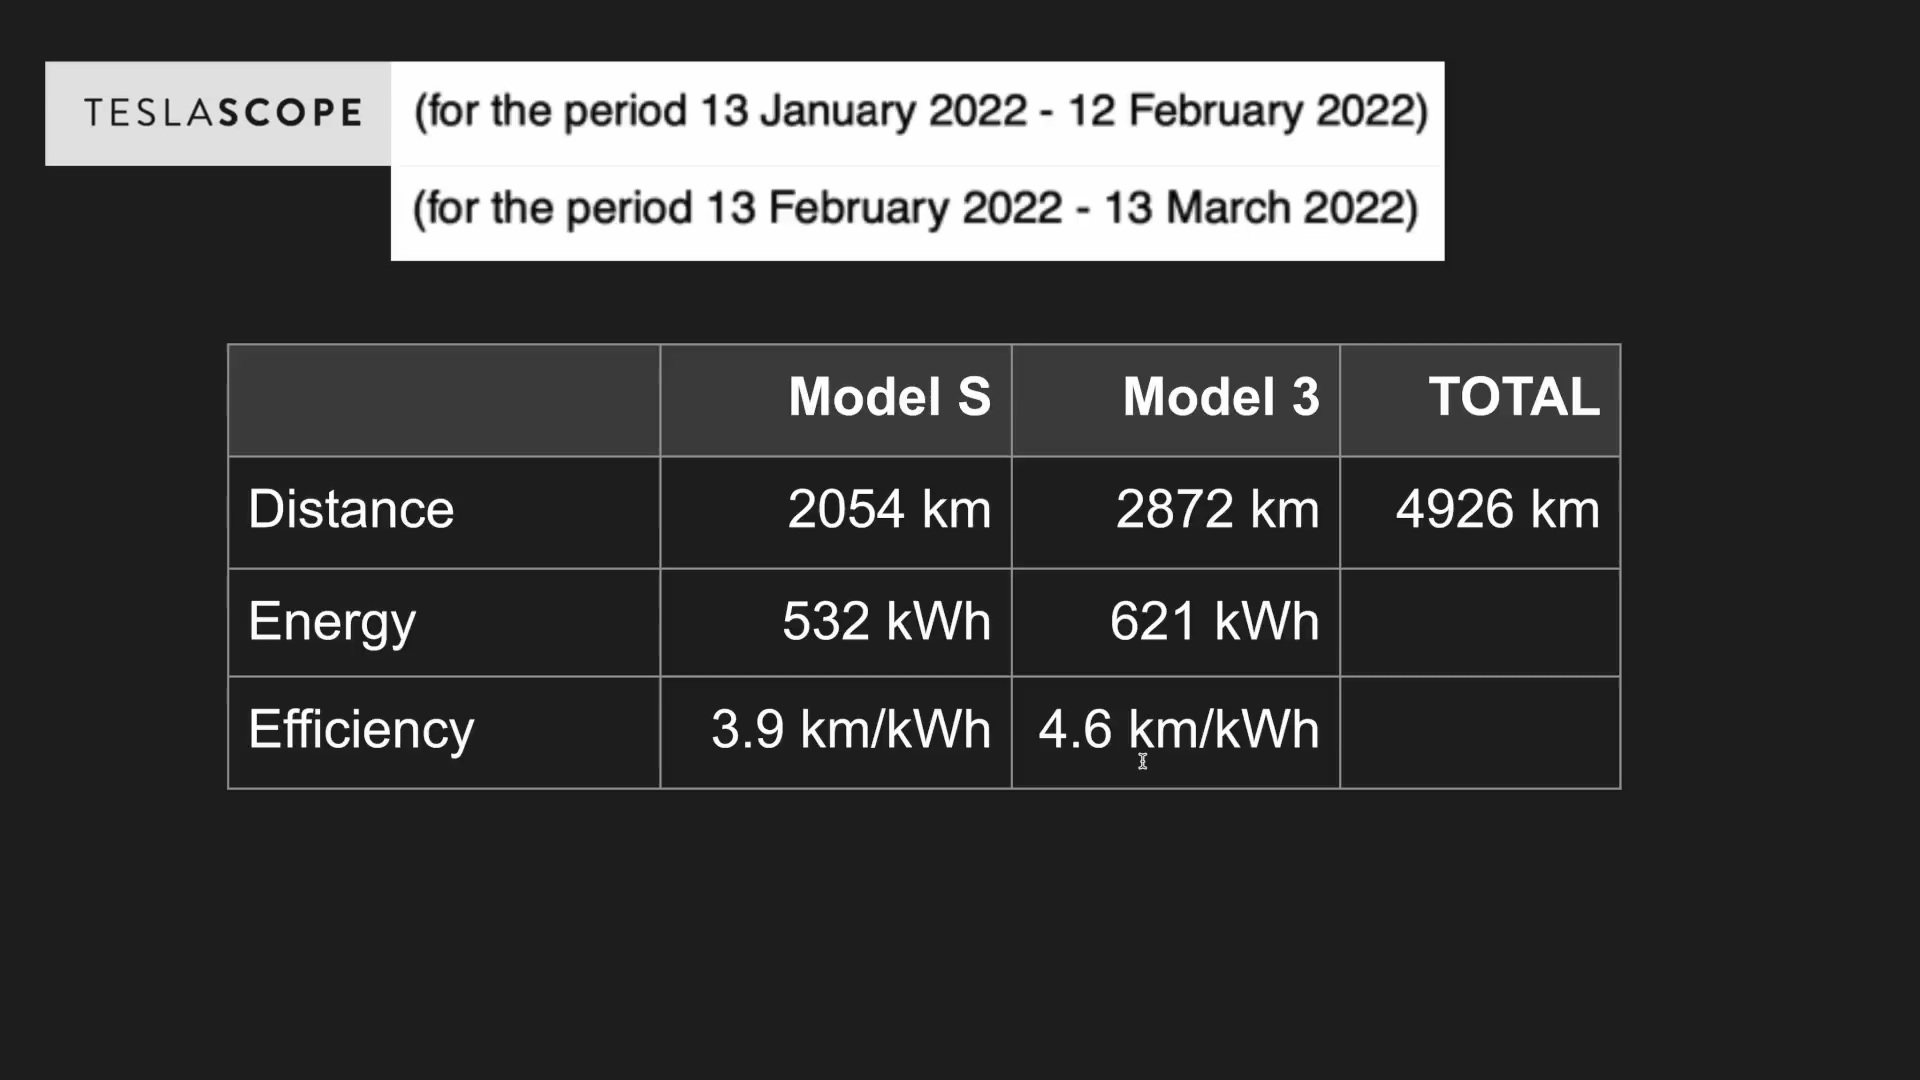 TESLASCOPE (for the period 13 January 2022 - 12 February 2022)
(for the period 13 February 2022 - 13 March 2022)
Model S Model 3 TOTAL
Distance 2054 km 2872 km 4926 km
Energy 532 kWh 621 kWh
Efficiency 3.9 km/kWh 4.6 km/kWh